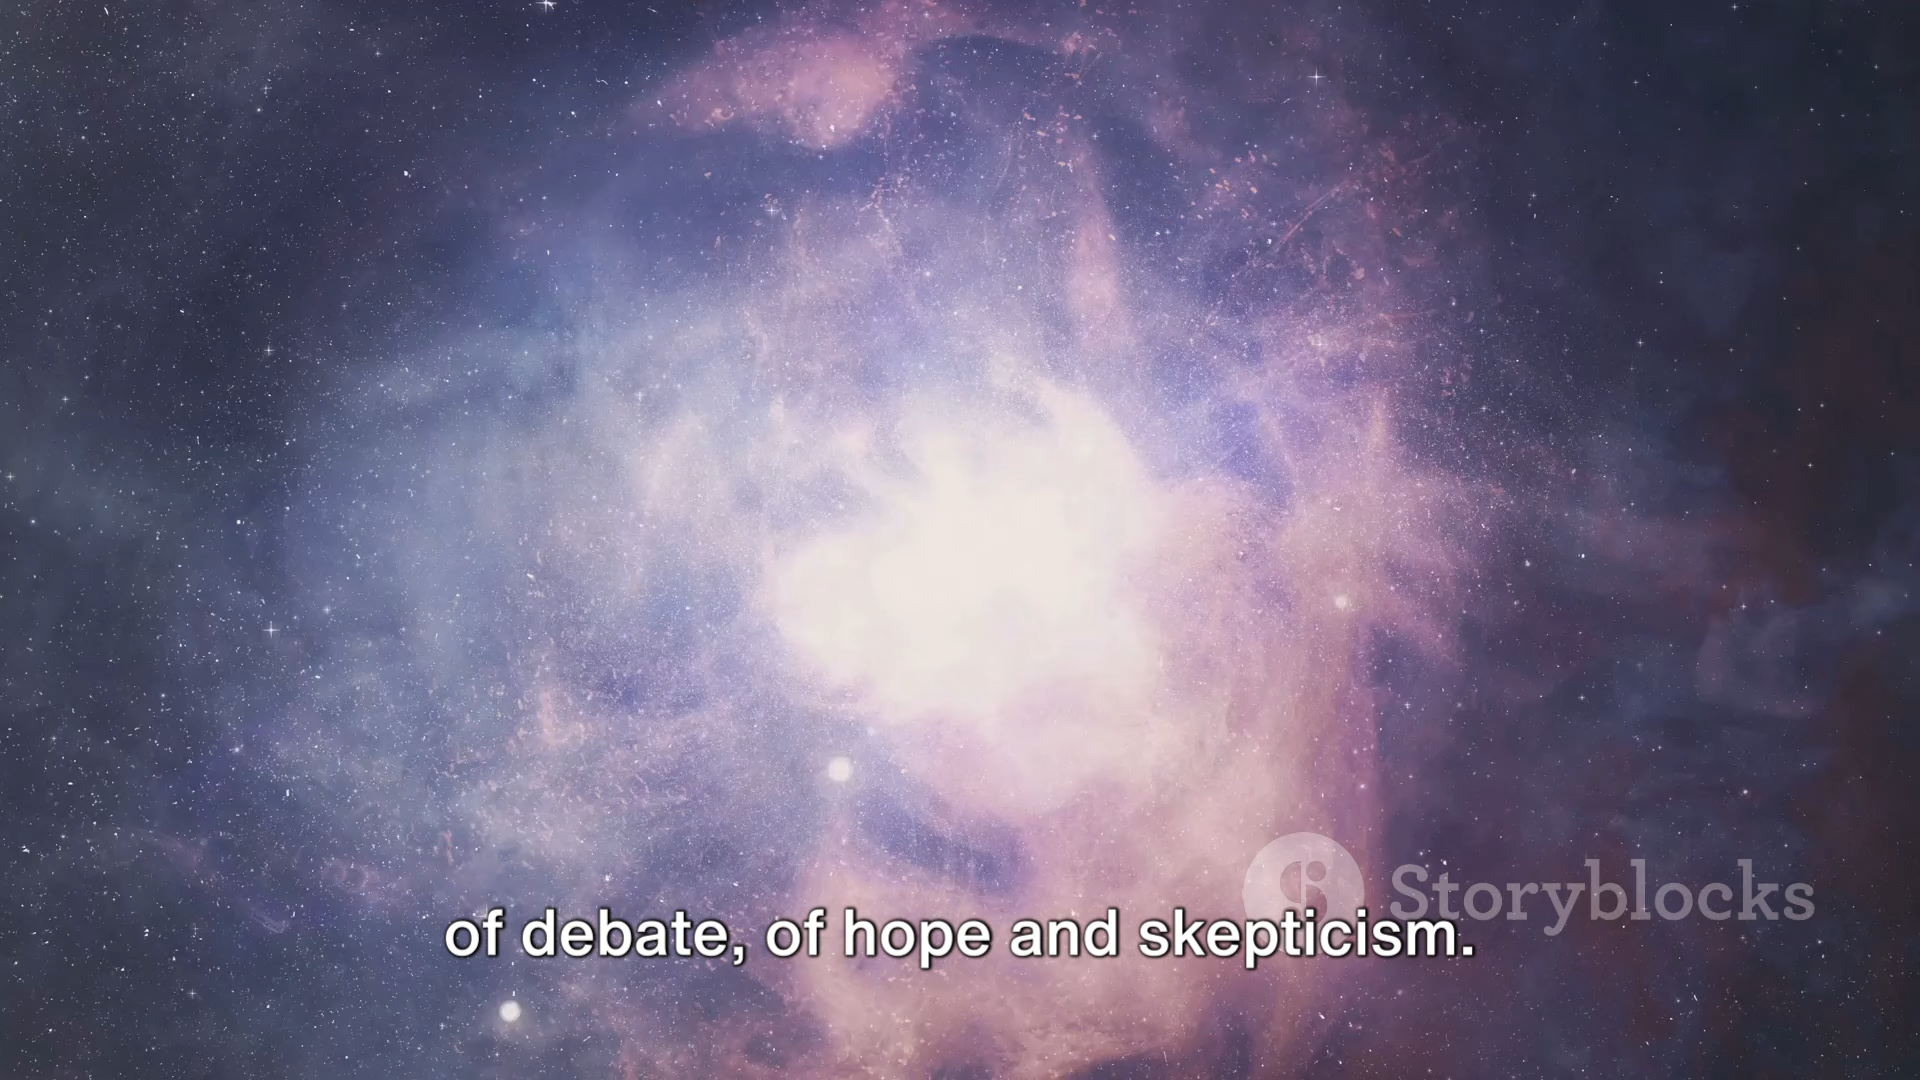 Storyblocks
of debate, of hope and skepticism.